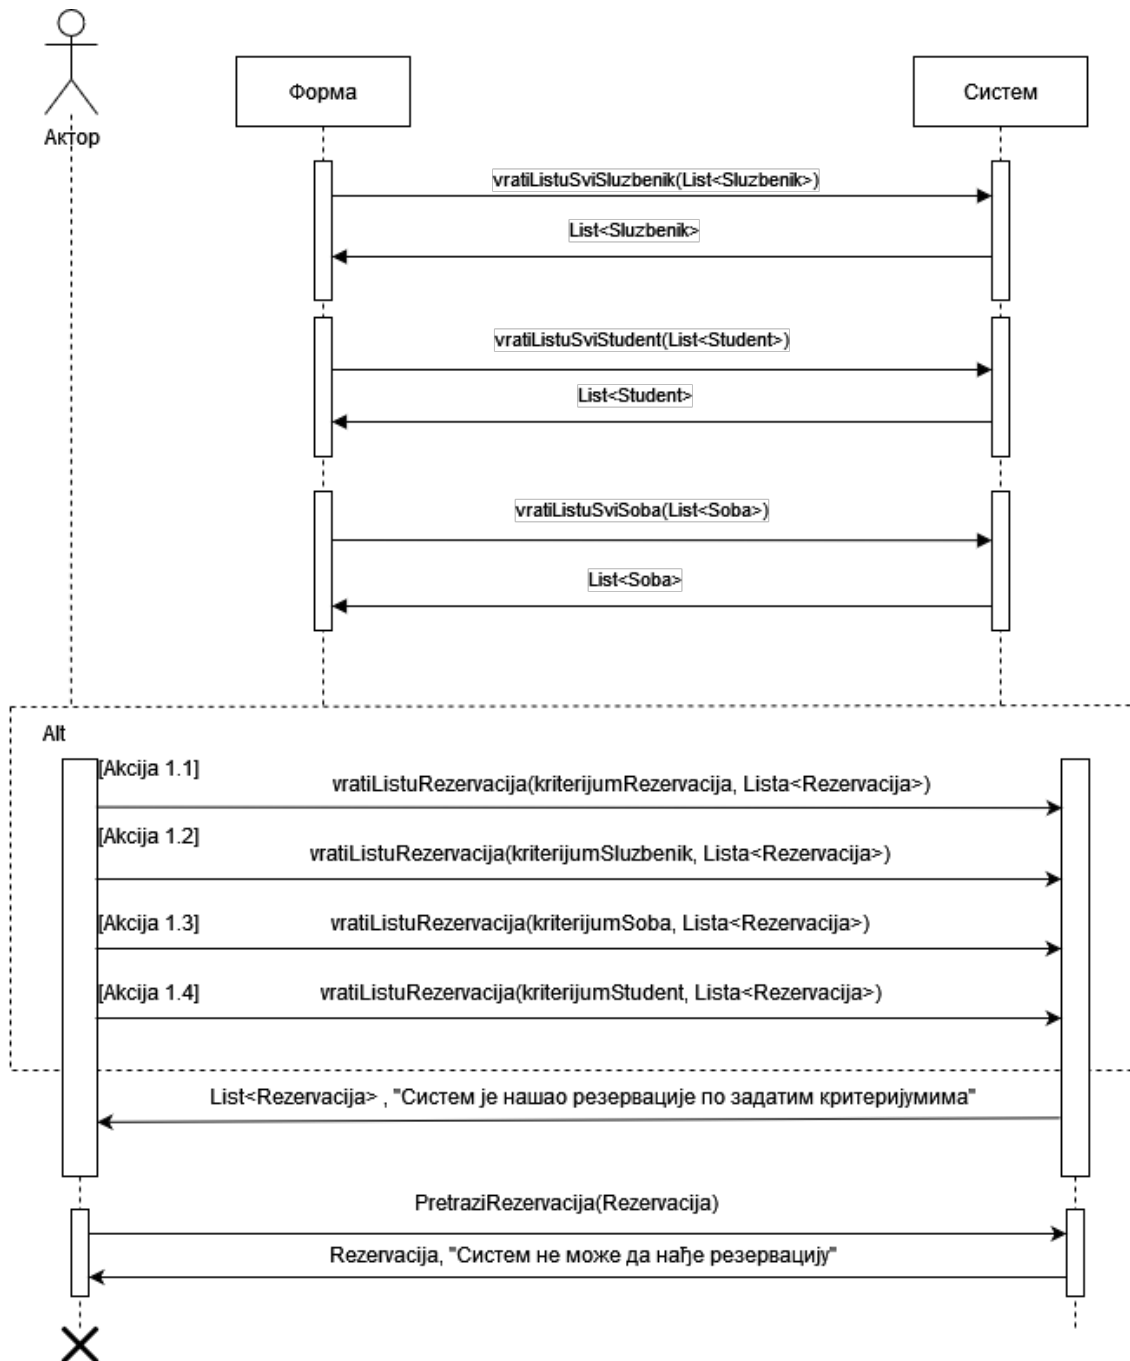 Актор
Форма
Систем
vratiListuSviSluzbenik(List<Sluzbenik>)
List<Sluzbenik>
vratiListuSviStudent(List<Student>)
List<Student>
vratiListuSviSoba(List<Soba>)
List<Soba>
Alt
[Akcija 1.1]
vratiListuRezervacija(kriterijumRezervacija, Lista<Rezervacija>)
[Akcija 1.2]
vratiListuRezervacija(kriterijumSluzbenik, Lista<Rezervacija>)
[Akcija 1.3]
vratiListuRezervacija(kriterijumSoba, Lista<Rezervacija>)
[Akcija 1.4]
vratiListuRezervacija(kriterijumStudent, Lista<Rezervacija>)
List<Rezervacija> , "Систем је нашао резервације по задатим критеријумима"
PretraziRezervacija(Rezervacija)
Rezervacija, "Систем не може да нађе резервацију"